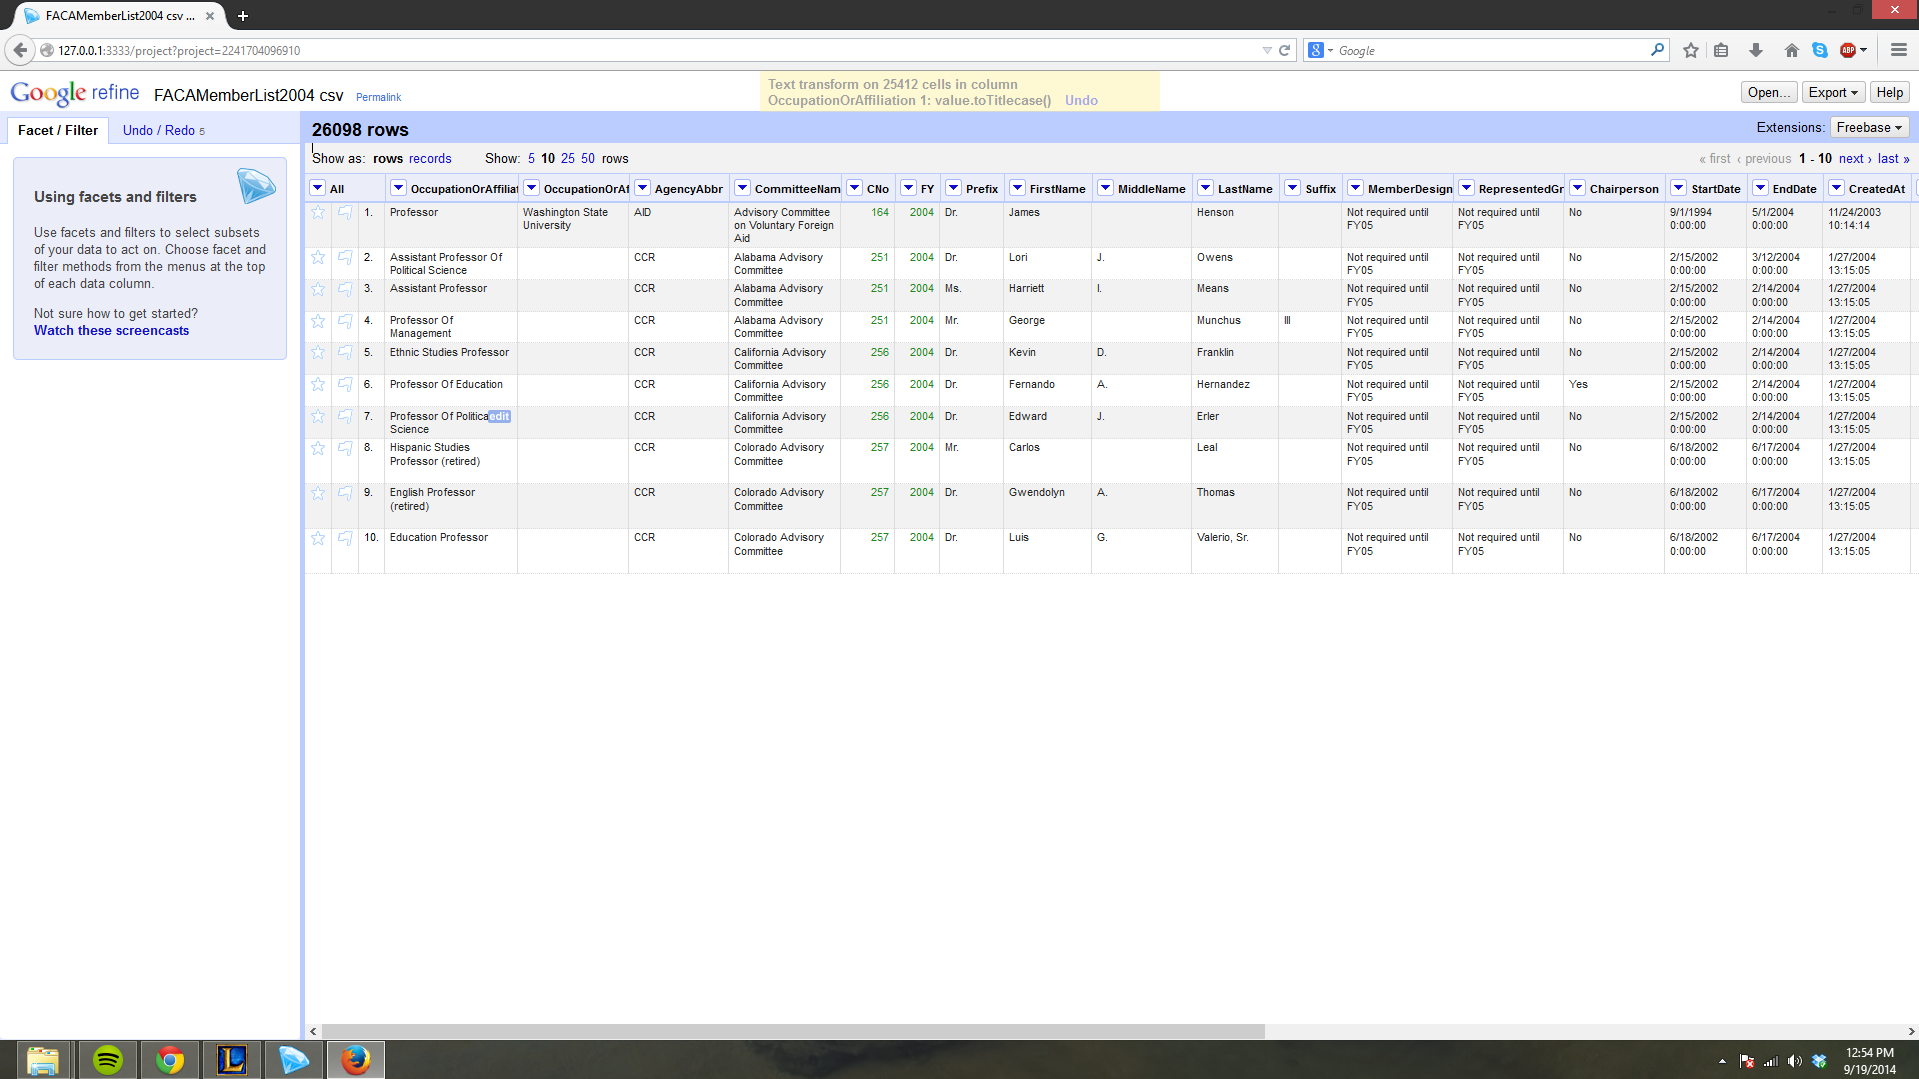 FACAMemberList2004 csv ...
127.0.0.1:3333/project?project=2241704096910
Google
Google refine FACAMemberList2004 csv Permalink
Text transform on 25412 cells in column
OccupationOrAffiliation 1: value.toTitlecase() Undo
Open... Export Help
Facet / Filter Undo / Redo 5
26098 rows
Extensions: Freebase
Show as: rows records Show: 5 10 25 50 rows
« first ‹ previous 1 - 10 next › last »
Using facets and filters
Use facets and filters to select subsets
of your data to act on. Choose facet and
filter methods from the menus at the top
of each data column.
Not sure how to get started?
Watch these screencasts
All OccupationOrAffiliat OccupationOrAf AgencyAbbr CommitteeNam CNo FY Prefix FirstName MiddleName LastName Suffix MemberDesign RepresentedGr Chairperson StartDate EndDate CreatedAt
1. Professor Washington State AID Advisory Committee 164 2004 Dr. James Henson Not required until Not required until No 9/1/1994 5/1/2004 11/24/2003
University on Voluntary Foreign FY05 FY05 0:00:00 0:00:00 10:14:14
Aid
2. Assistant Professor Of CCR Alabama Advisory 251 2004 Dr. Lori J. Owens Not required until Not required until No 2/15/2002 3/12/2004 1/27/2004
Political Science Committee FY05 FY05 0:00:00 0:00:00 13:15:05
3. Assistant Professor CCR Alabama Advisory 251 2004 Ms. Harriett I. Means Not required until Not required until No 2/15/2002 2/14/2004 1/27/2004
Committee FY05 FY05 0:00:00 0:00:00 13:15:05
4. Professor Of CCR Alabama Advisory 251 2004 Mr. George Munchus III Not required until Not required until No 2/15/2002 2/14/2004 1/27/2004
Management Committee FY05 FY05 0:00:00 0:00:00 13:15:05
5. Ethnic Studies Professor CCR California Advisory 256 2004 Dr. Kevin D. Franklin Not required until Not required until No 2/15/2002 2/14/2004 1/27/2004
Committee FY05 FY05 0:00:00 0:00:00 13:15:05
6. Professor Of Education CCR California Advisory 256 2004 Dr. Fernando A. Hernandez Not required until Not required until Yes 2/15/2002 2/14/2004 1/27/2004
Committee FY05 FY05 0:00:00 0:00:00 13:15:05
7. Professor Of Politica edit CCR California Advisory 256 2004 Dr. Edward J. Erler Not required until Not required until No 2/15/2002 2/14/2004 1/27/2004
Science Committee FY05 FY05 0:00:00 0:00:00 13:15:05
8. Hispanic Studies CCR Colorado Advisory 257 2004 Mr. Carlos Leal Not required until Not required until No 6/18/2002 6/17/2004 1/27/2004
Professor (retired) Committee FY05 FY05 0:00:00 0:00:00 13:15:05
9. English Professor CCR Colorado Advisory 257 2004 Dr. Gwendolyn A. Thomas Not required until Not required until No 6/18/2002 6/17/2004 1/27/2004
(retired) Committee FY05 FY05 0:00:00 0:00:00 13:15:05
10. Education Professor CCR Colorado Advisory 257 2004 Dr. Luis G. Valerio, Sr. Not required until Not required until No 6/18/2002 6/17/2004 1/27/2004
Committee FY05 FY05 0:00:00 0:00:00 13:15:05
12:54 PM
9/19/2014